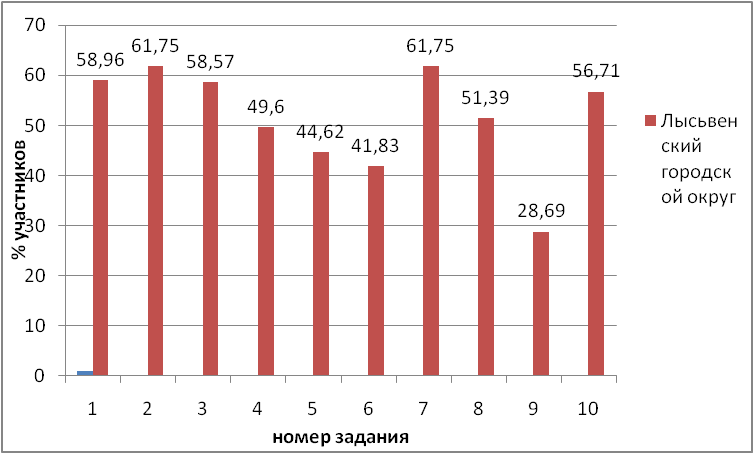 70
60
50
40
30
20
10
0
% участников
58,96
61,75
58,57
49,6
44,62
41,83
61,75
51,39
28,69
56,71
1 2 3 4 5 6 7 8 9 10
номер задания
Лысьвен
ский
городск
ой округ